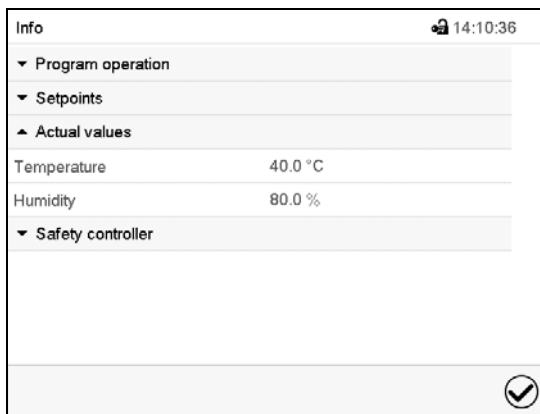 Info 14:10:36
Program operation
Setpoints
Actual values
Temperature 40.0 °C
Humidity 80.0 %
Safety controller